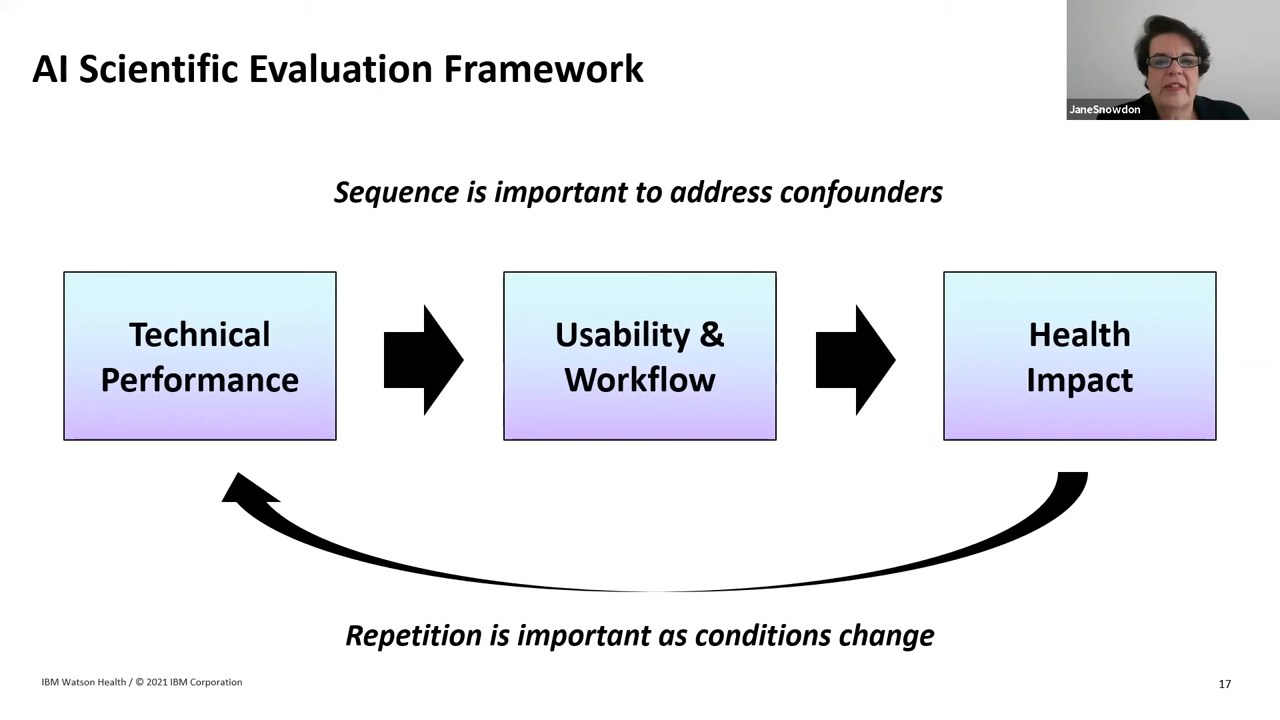 AI Scientific Evaluation Framework
JaneSnowdon
Sequence is important to address confounders
Technical
Performance
Usability &
Workflow
Health
Impact
Repetition is important as conditions change
IBM Watson Health / © 2021 IBM Corporation
17